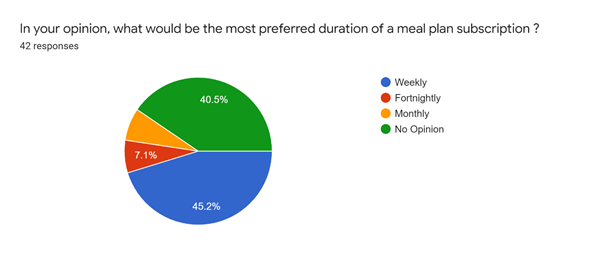 In your opinion, what would be the most preferred duration of a meal plan subscription ?
42 responses
Weekly
Fortnightly
Monthly
No Opinion
40.5%
7.1%
45.2%